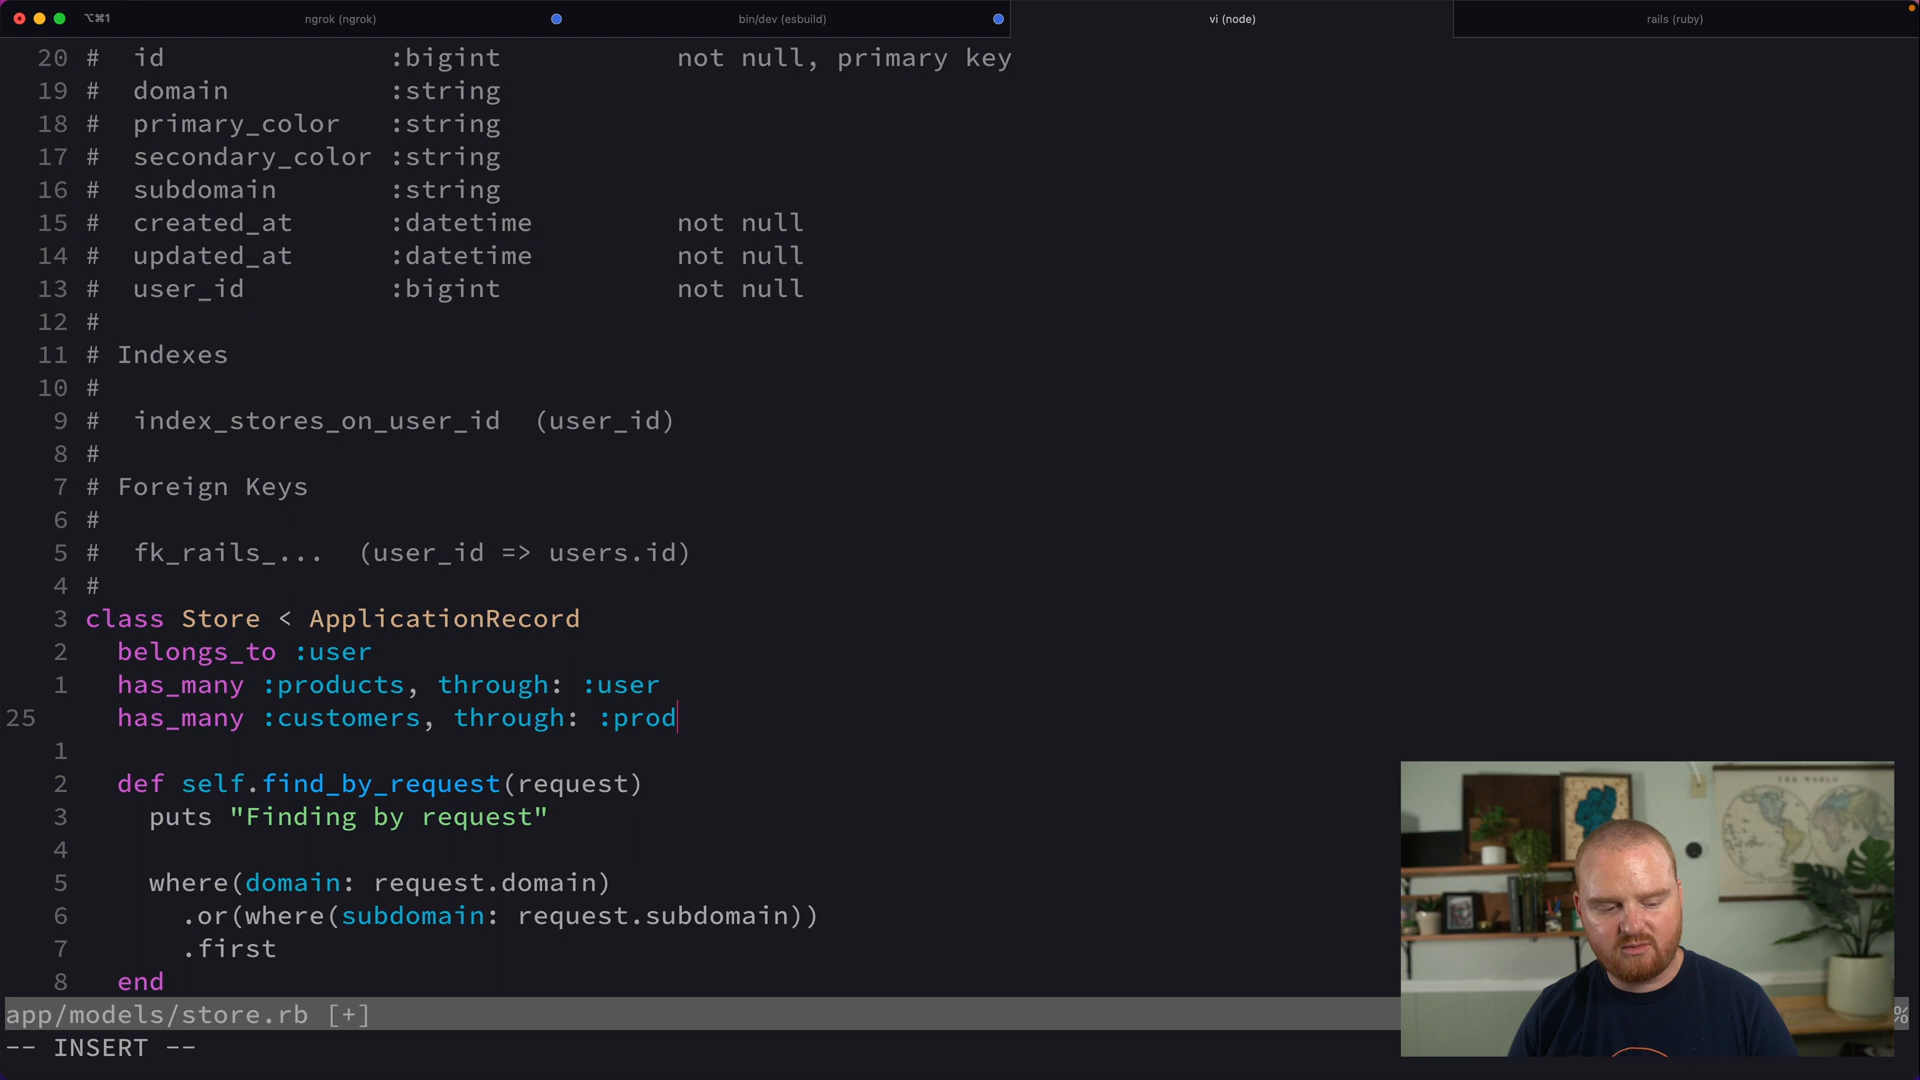 ⌥⌘1 ngrok (ngrok) bin/dev (esbuild) vi (node) rails (ruby)
20 #  id              :bigint           not null, primary key
19 #  domain          :string
18 #  primary_color   :string
17 #  secondary_color :string
16 #  subdomain       :string
15 #  created_at      :datetime         not null
14 #  updated_at      :datetime         not null
13 #  user_id         :bigint           not null
12 #
11 # Indexes
10 #
9 #  index_stores_on_user_id  (user_id)
8 #
7 # Foreign Keys
6 #
5 #  fk_rails_...  (user_id => users.id)
4 #
3 class Store < ApplicationRecord
2   belongs_to :user
1   has_many :products, through: :user
25   has_many :customers, through: :prod
1
2   def self.find_by_request(request)
3     puts "Finding by request"
4
5     where(domain: request.domain)
6       .or(where(subdomain: request.subdomain))
7       .first
8   end
app/models/store.rb [+] %
-- INSERT --
THE WORLD